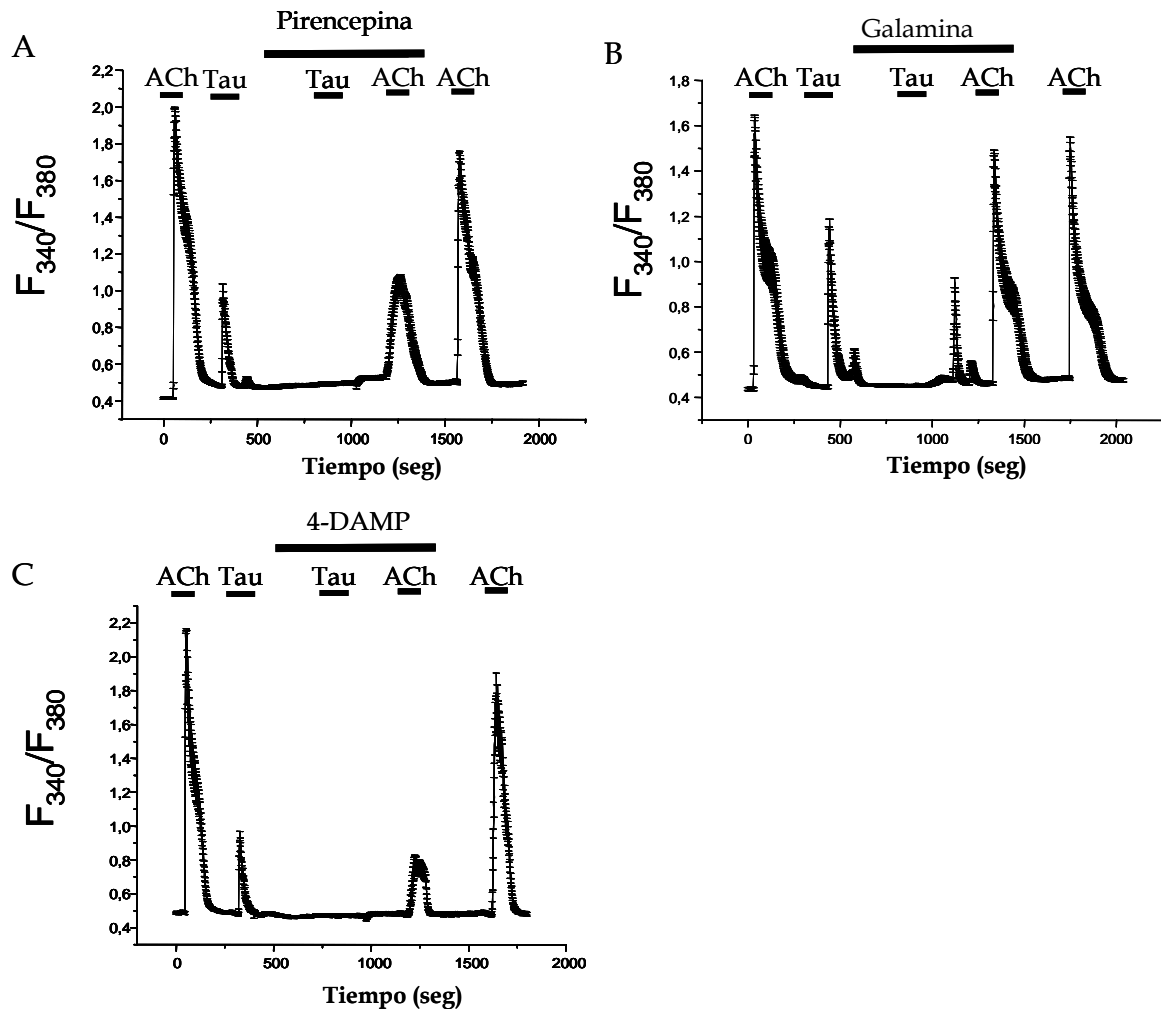 A
Pirencepina
ACh Tau Tau ACh ACh
2,2
2,0
1,8
1,6
1,4
1,2
1,0
0,8
0,6
0,4
F340/F380
0 500 1000 1500 2000
Tiempo (seg)
B
Galamina
ACh Tau Tau ACh ACh
1,8
1,6
1,4
1,2
1,0
0,8
0,6
0,4
F340/F380
0 500 1000 1500 2000
Tiempo (seg)
C
4-DAMP
ACh Tau Tau ACh ACh
2,2
2,0
1,8
1,6
1,4
1,2
1,0
0,8
0,6
0,4
F340/F380
0 500 1000 1500 2000
Tiempo (seg)